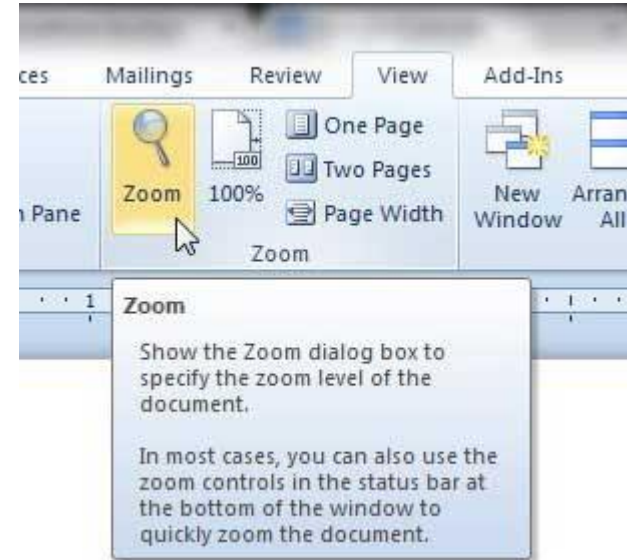 ces Mailings Review View Add-Ins
One Page
Two Pages
Page Width
Zoom 100%
100
New Window
Arran All
n Pane
Zoom
1
Zoom
Show the Zoom dialog box to
specify the zoom level of the
document.
In most cases, you can also use the
zoom controls in the status bar at
the bottom of the window to
quickly zoom the document.